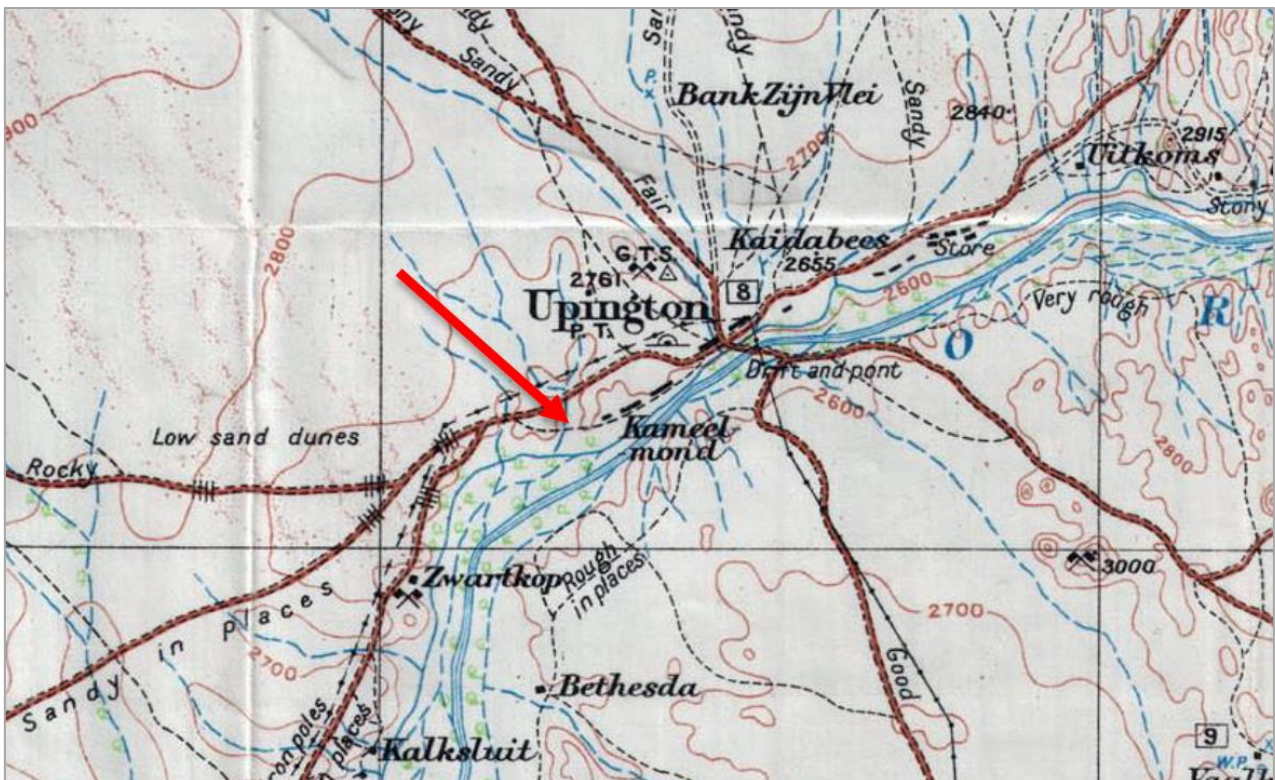 Sandy
Sandy
BankZijnVlei
Sandy
2840
2915
Uitkoms
2700
Fair
Stony
2800
Kaidabees
Store
G.T.S.
2761
2655
8
2600
Very rough
R
Upington
P.T.
O
Drift and pont
2600
Low sand dunes
Kameel
mond
2800
Rocky
Zwartkop
Rough
in places
3000
2700
Sandy in places
2700
Good
Bethesda
9
Kalksluit
W.P.